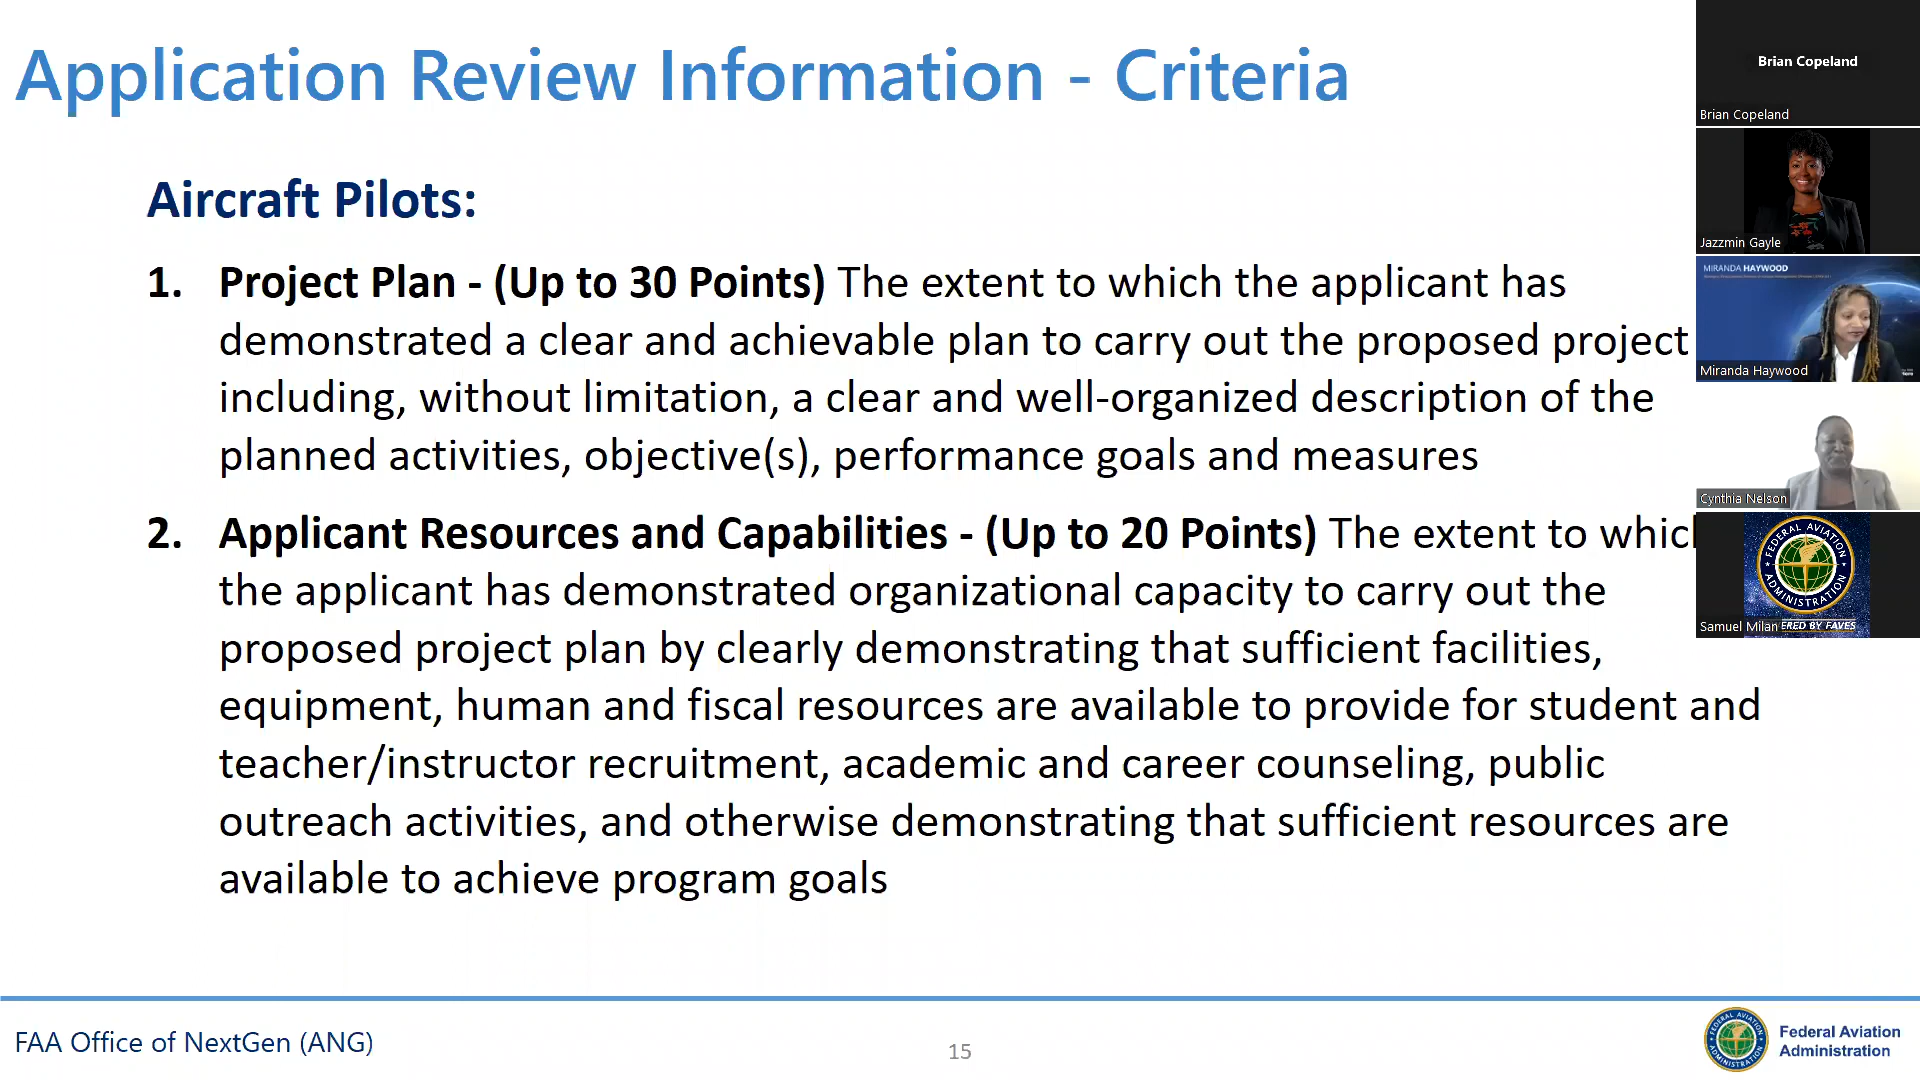 Application Review Information - Criteria
Aircraft Pilots:
1. Project Plan - (Up to 30 Points) The extent to which the applicant has
demonstrated a clear and achievable plan to carry out the proposed project
including, without limitation, a clear and well-organized description of the
planned activities, objective(s), performance goals and measures
2. Applicant Resources and Capabilities - (Up to 20 Points) The extent to which
the applicant has demonstrated organizational capacity to carry out the
proposed project plan by clearly demonstrating that sufficient facilities,
equipment, human and fiscal resources are available to provide for student and
teacher/instructor recruitment, academic and career counseling, public
outreach activities, and otherwise demonstrating that sufficient resources are
available to achieve program goals
FAA Office of NextGen (ANG)
15
Federal Aviation
Administration
Brian Copeland
Brian Copeland
Jazzmin Gayle
MIRANDA HAYWOOD
Miranda Haywood
Cynthia Nelson
FEDERAL AVIATION
ADMINISTRATION
Samuel Milan
ERED BY FAVES